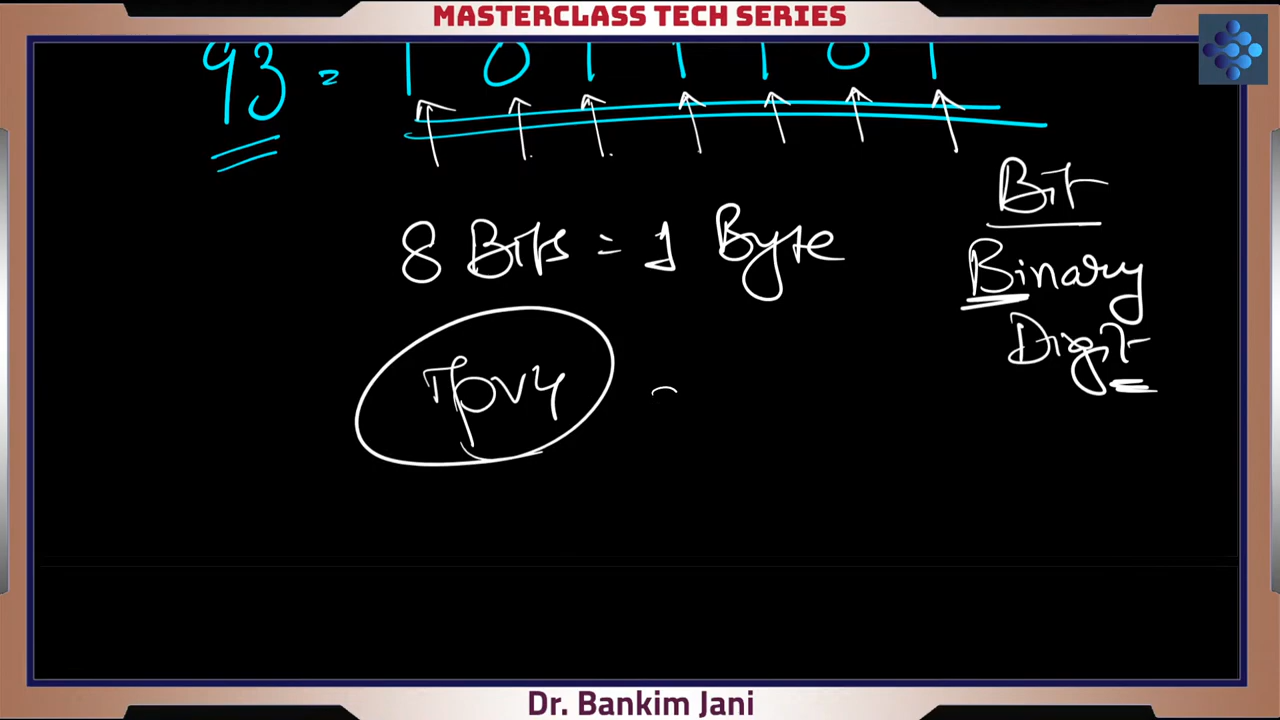 MASTERCLASS TECH SERIES
93 = 1 0 1 1 1 0 1
Bit
8 Bits = 1 Byte
Binary
Digit
Ipv4
Dr. Bankim Jani